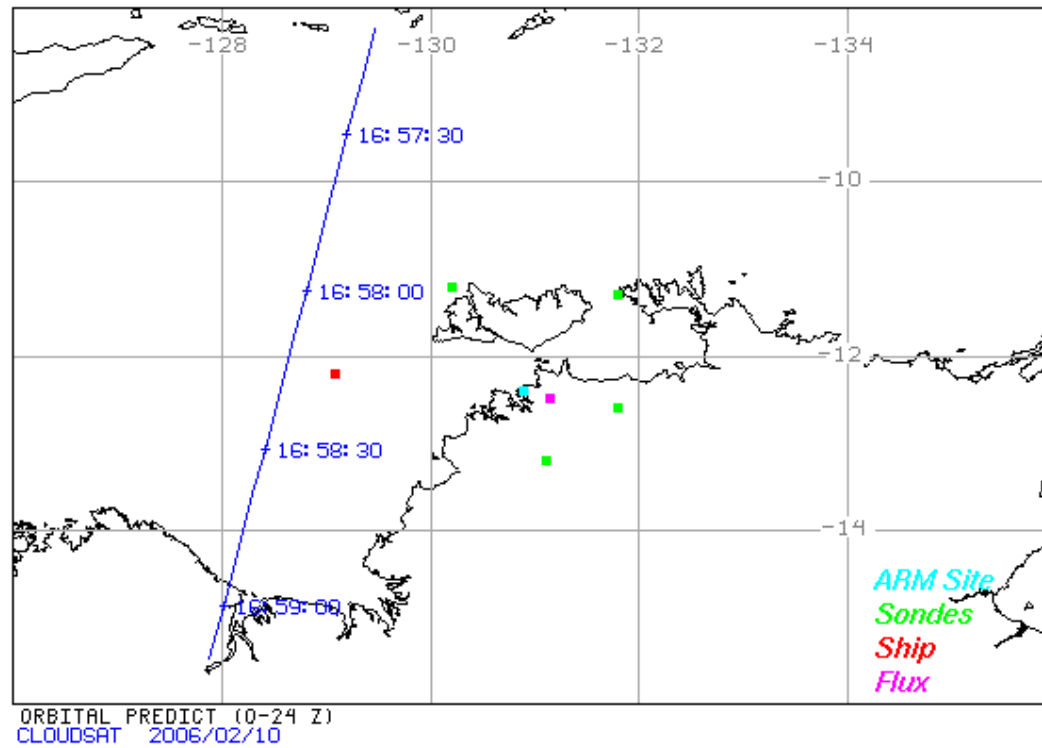 -128 -130 -132 -134
16:57:30
-10
16:58:00
-12
16:58:30
-14
ARM Site
16:59:00
Sondes
Ship
Flux
ORBITAL PREDICT (0-24 Z)
CLOUDSAT 2006/02/10